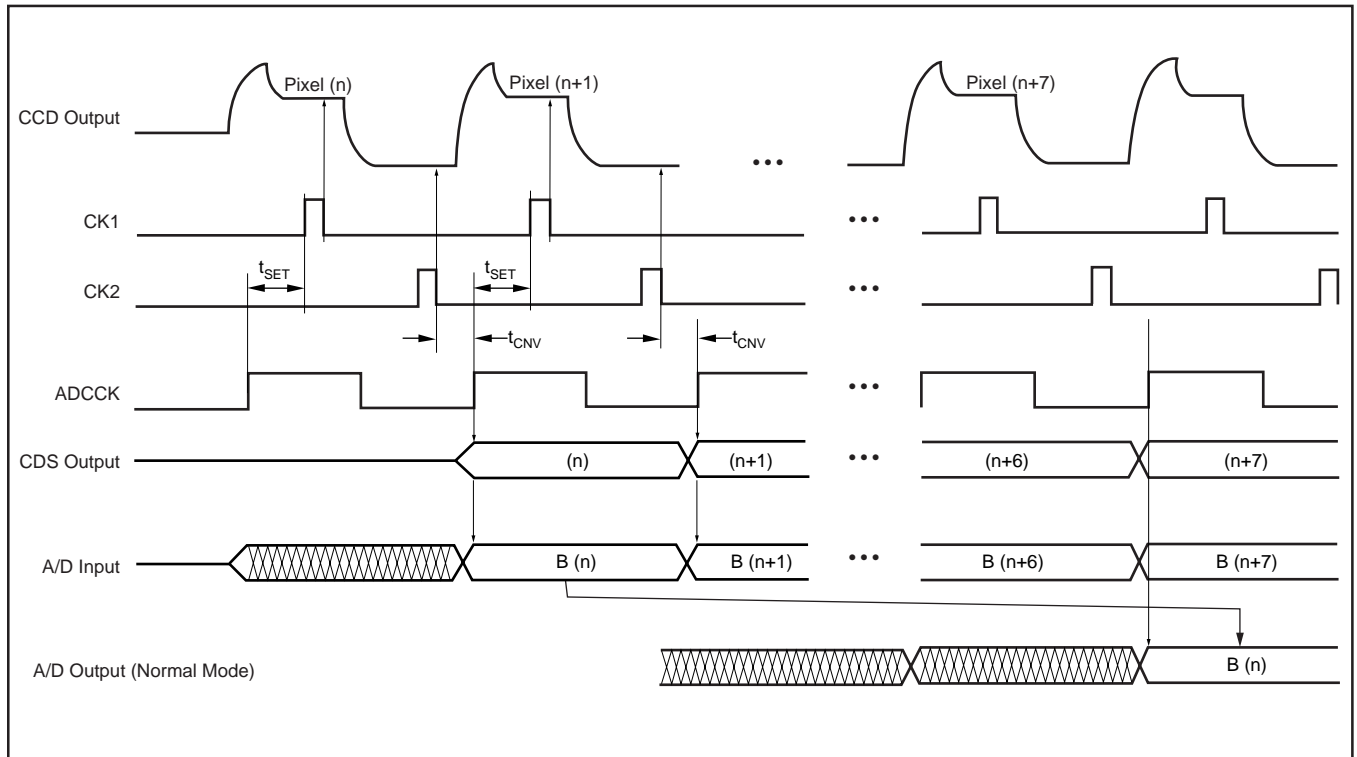 Pixel (n) Pixel (n+1) Pixel (n+7)
CCD Output
•••
CK1
•••
tSET tSET
CK2
•••
tCNV tCNV
ADCCK
•••
CDS Output (n) (n+1) ••• (n+6) (n+7)
A/D Input B (n) B (n+1) ••• B (n+6) B (n+7)
A/D Output (Normal Mode) B (n)